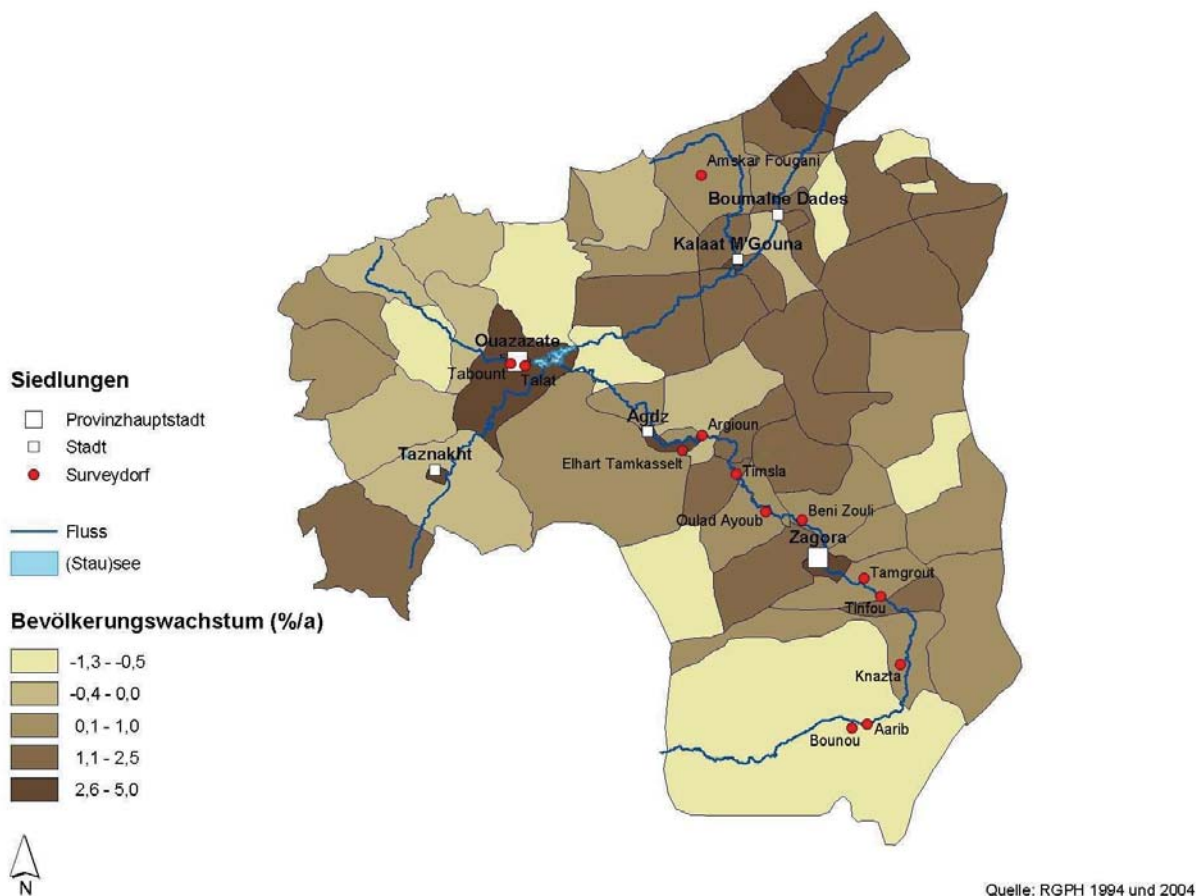 Amskar Fougani
Boumalne Dades
Kalaat M'Gouna
Ouazazate
Tabount
Talat
Agdz
Argioun
Taznakht
Elhart Tamkasselt
Timsla
Oulad Ayoub
Beni Zouli
Zagora
Tamgrout
Tinfou
Knazta
Aarib
Bounou
Siedlungen
Provinzhauptstadt
Stadt
Surveydorf
Fluss
(Stau)see
Bevölkerungswachstum (%/a)
-1,3 - -0,5
-0,4 - 0,0
0,1 - 1,0
1,1 - 2,5
2,6 - 5,0
N
Quelle: RGPH 1994 und 2004